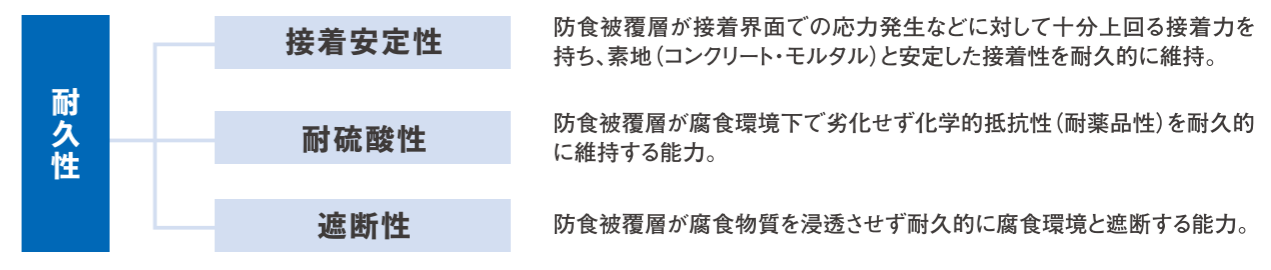 耐久性
接着安定性
防食被覆層が接着界面での応力発生などに対して十分上回る接着力を
持ち、素地(コンクリート・モルタル)と安定した接着性を耐久的に維持。
耐硫酸性
防食被覆層が腐食環境下で劣化せず化学的抵抗性(耐薬品性)を耐久的
に維持する能力。
遮断性
防食被覆層が腐食物質を浸透させず耐久的に腐食環境と遮断する能力。